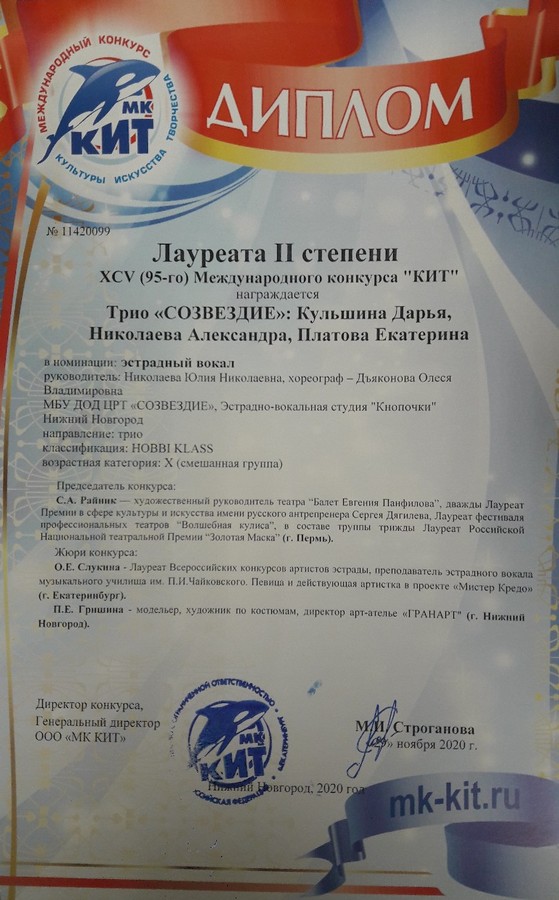 МЕЖДУНАРОДНЫЙ КОНКУРС
МК
КИТ
КУЛЬТУРЫ ИСКУССТВА ТВОРЧЕСТВА
ДИПЛОМ
№ 11420099
Лауреата II степени
XCV (95-го) Международного конкурса "КИТ"
награждается
Трио «СОЗВЕЗДИЕ»: Кульшина Дарья,
Николаева Александра, Платова Екатерина
в номинации: эстрадный вокал
руководитель: Николаева Юлия Николаевна, хореограф – Дъяконова Олеся
Владимировна
МБУ ДОД ЦРТ «СОЗВЕЗДИЕ», Эстрадно-вокальная студия "Кнопочки"
Нижний Новгород
направление: трио
классификация: HOBBI KLASS
возрастная категория: X (смешанная группа)
Председатель конкурса:
С.А. Райник — художественный руководитель театра “Балет Евгения Панфилова”, дважды Лауреат
Премии в сфере культуры и искусства имени русского антрепренера Сергея Дягилева, Лауреат фестиваля
профессиональных театров “Волшебная кулиса”, в составе труппы трижды Лауреат Российской
Национальной театральной Премии “Золотая Маска” (г. Пермь).
Жюри конкурса:
О.Е. Слукина - Лауреат Всероссийских конкурсов артистов эстрады, преподаватель эстрадного вокала
музыкального училища им. П.И.Чайковского. Певица и действующая артистка в проекте «Мистер Кредо»
(г. Екатеринбург).
П.Е. Гришина - модельер, художник по костюмам, директор арт-ателье «ГРАНАРТ" (г. Нижний
Новгород).
Директор конкурса,
Генеральный директор
ООО «МК КИТ»
ОГРАНИЧЕННОЙ ОТВЕТСТВЕННОСТЬЮ
МК
КИТ
М.И. Строганова
ноября 2020 г.
Нижний Новгород, 2020 год
mk-kit.ru